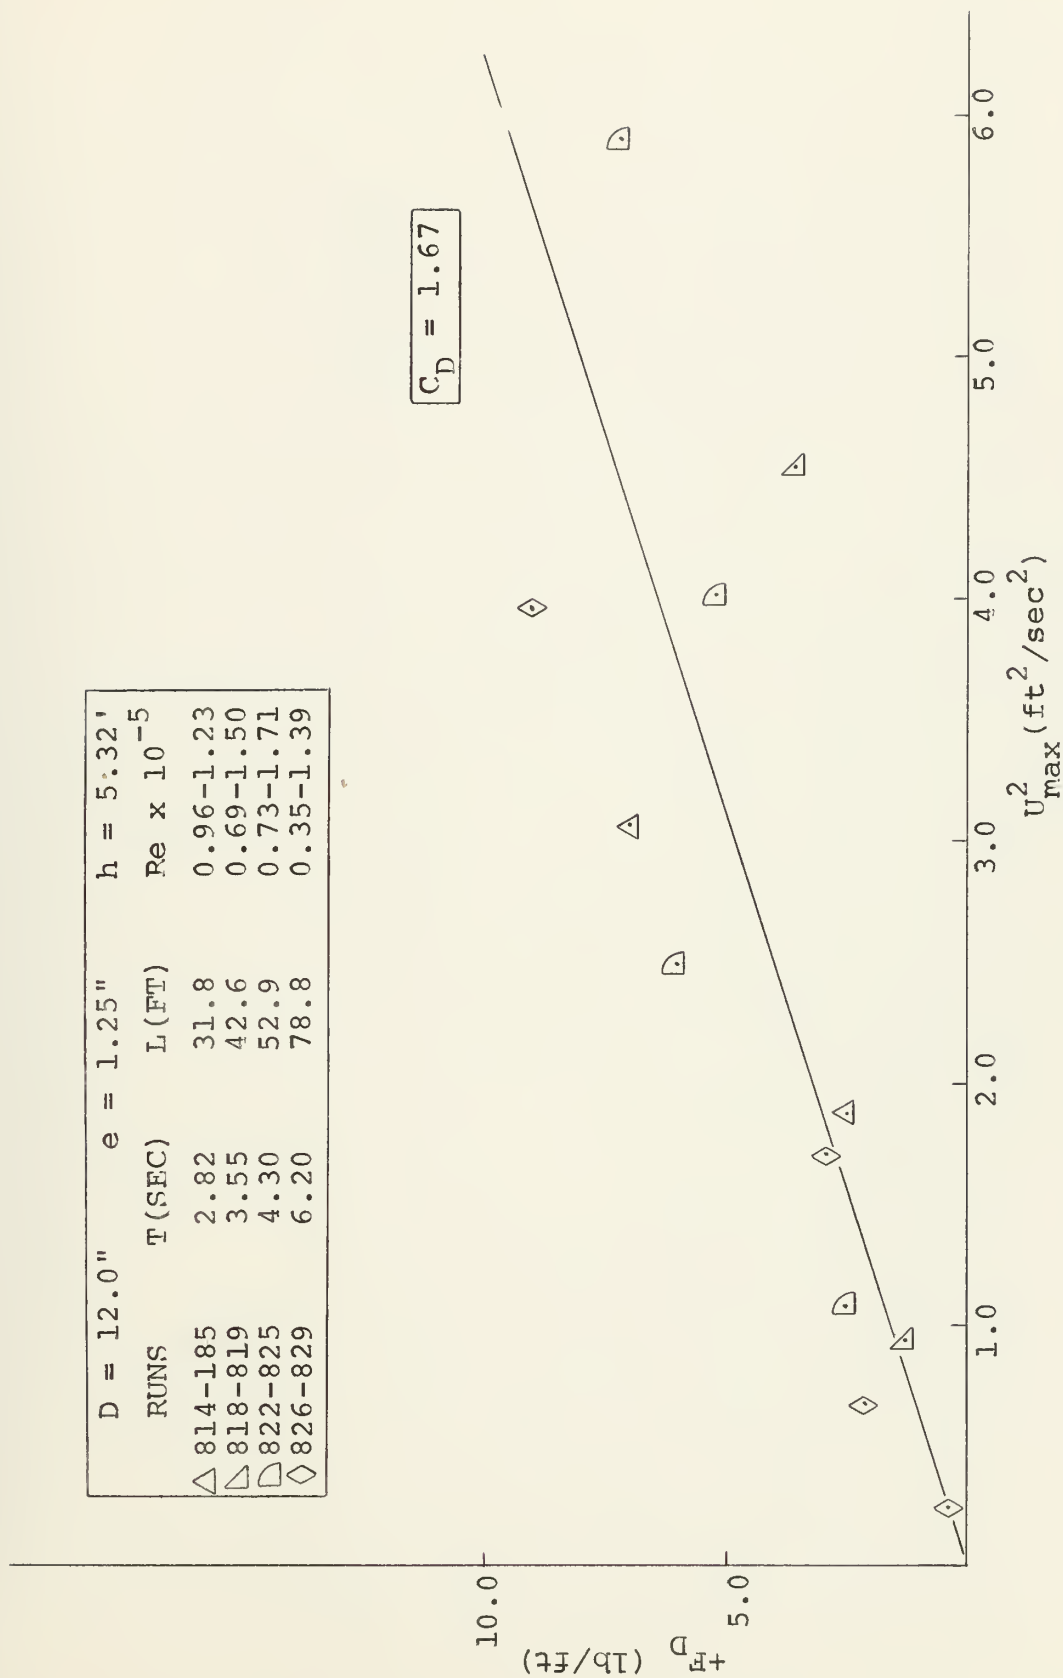 D = 12.0" e = 1.25" h = 5.32'
RUNS T(SEC) L(FT) Re x 10⁻⁵
814-185 2.82 31.8 0.96-1.23
818-819 3.55 42.6 0.69-1.50
822-825 4.30 52.9 0.73-1.71
826-829 6.20 78.8 0.35-1.39
C_D = 1.67
+F_D (lb/ft)
10.0
5.0
1.0 2.0 3.0 4.0 5.0 6.0
U²_max (ft²/sec²)